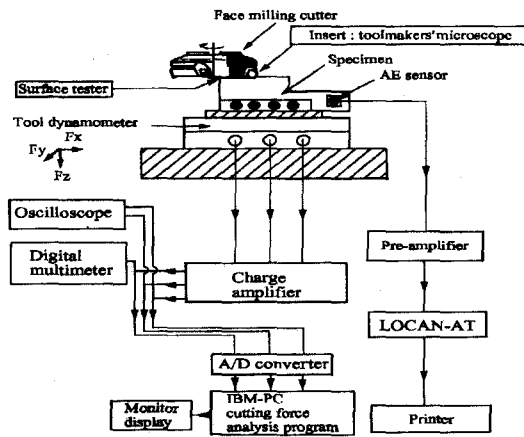 Face milling cutter
Insert : toolmakers' microscope
Specimen
AE sensor
Surface tester
Tool dynamometer
Fx
Fy
Fz
Oscilloscope
Digital
multimeter
Charge
amplifier
Pre-amplifier
LOCAN-AT
A/D converter
IBM-PC
cutting force
analysis program
Monitor
display
Printer